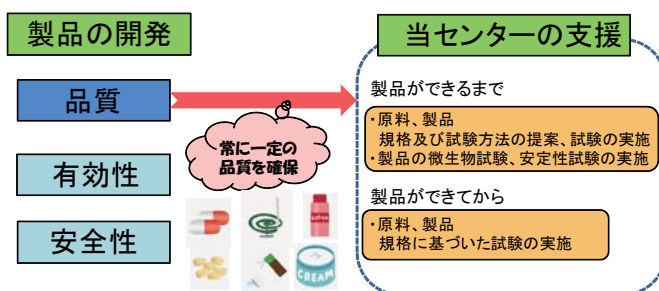 製品の開発
当センターの支援
品質
有効性
安全性
常に一定の
品質を確保
CREAM
製品ができるまで
・原料、製品
規格及び試験方法の提案、試験の実施
・製品の微生物試験、安定性試験の実施
製品ができてから
・原料、製品
規格に基づいた試験の実施